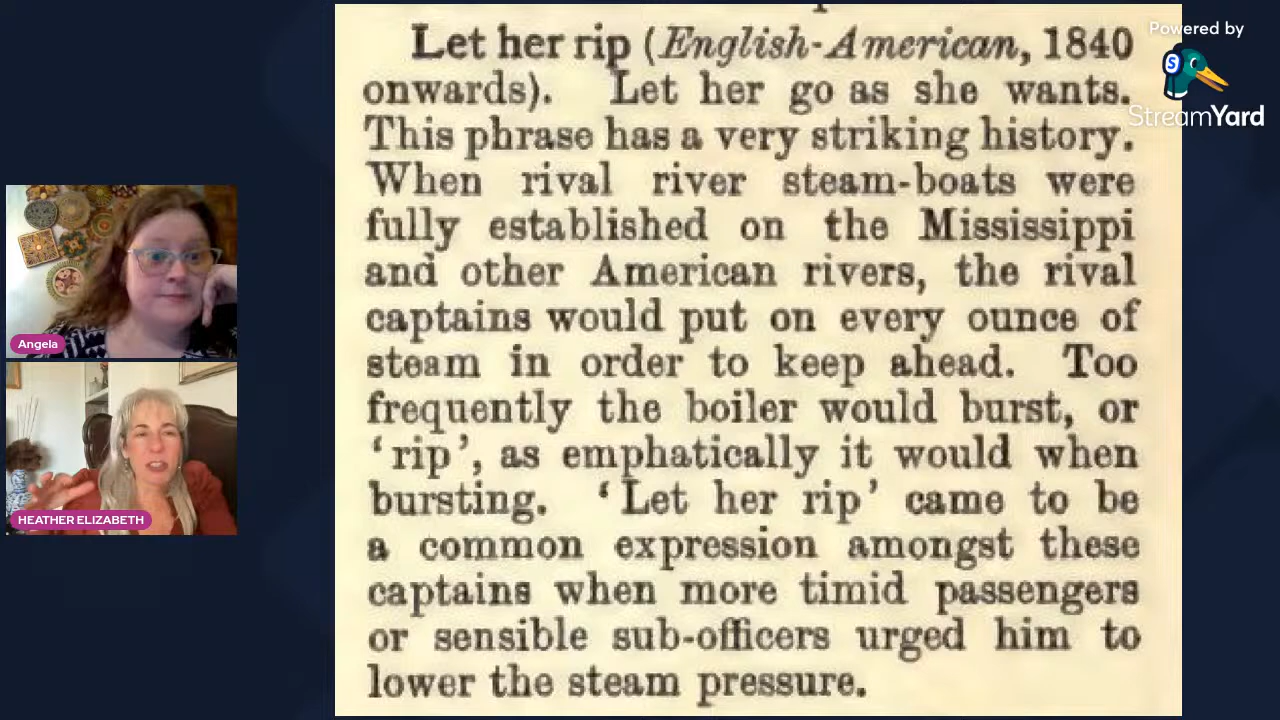 Let her rip (English-American, 1840
onwards). Let her go as she wants.
This phrase has a very striking history.
When rival river steam-boats were
fully established on the Mississippi
and other American rivers, the rival
captains would put on every ounce of
steam in order to keep ahead. Too
frequently the boiler would burst, or
‘rip’, as emphatically it would when
bursting. ‘Let her rip’ came to be
a common expression amongst these
captains when more timid passengers
or sensible sub-officers urged him to
lower the steam pressure.
Powered by
StreamYard
Angela
HEATHER ELIZABETH